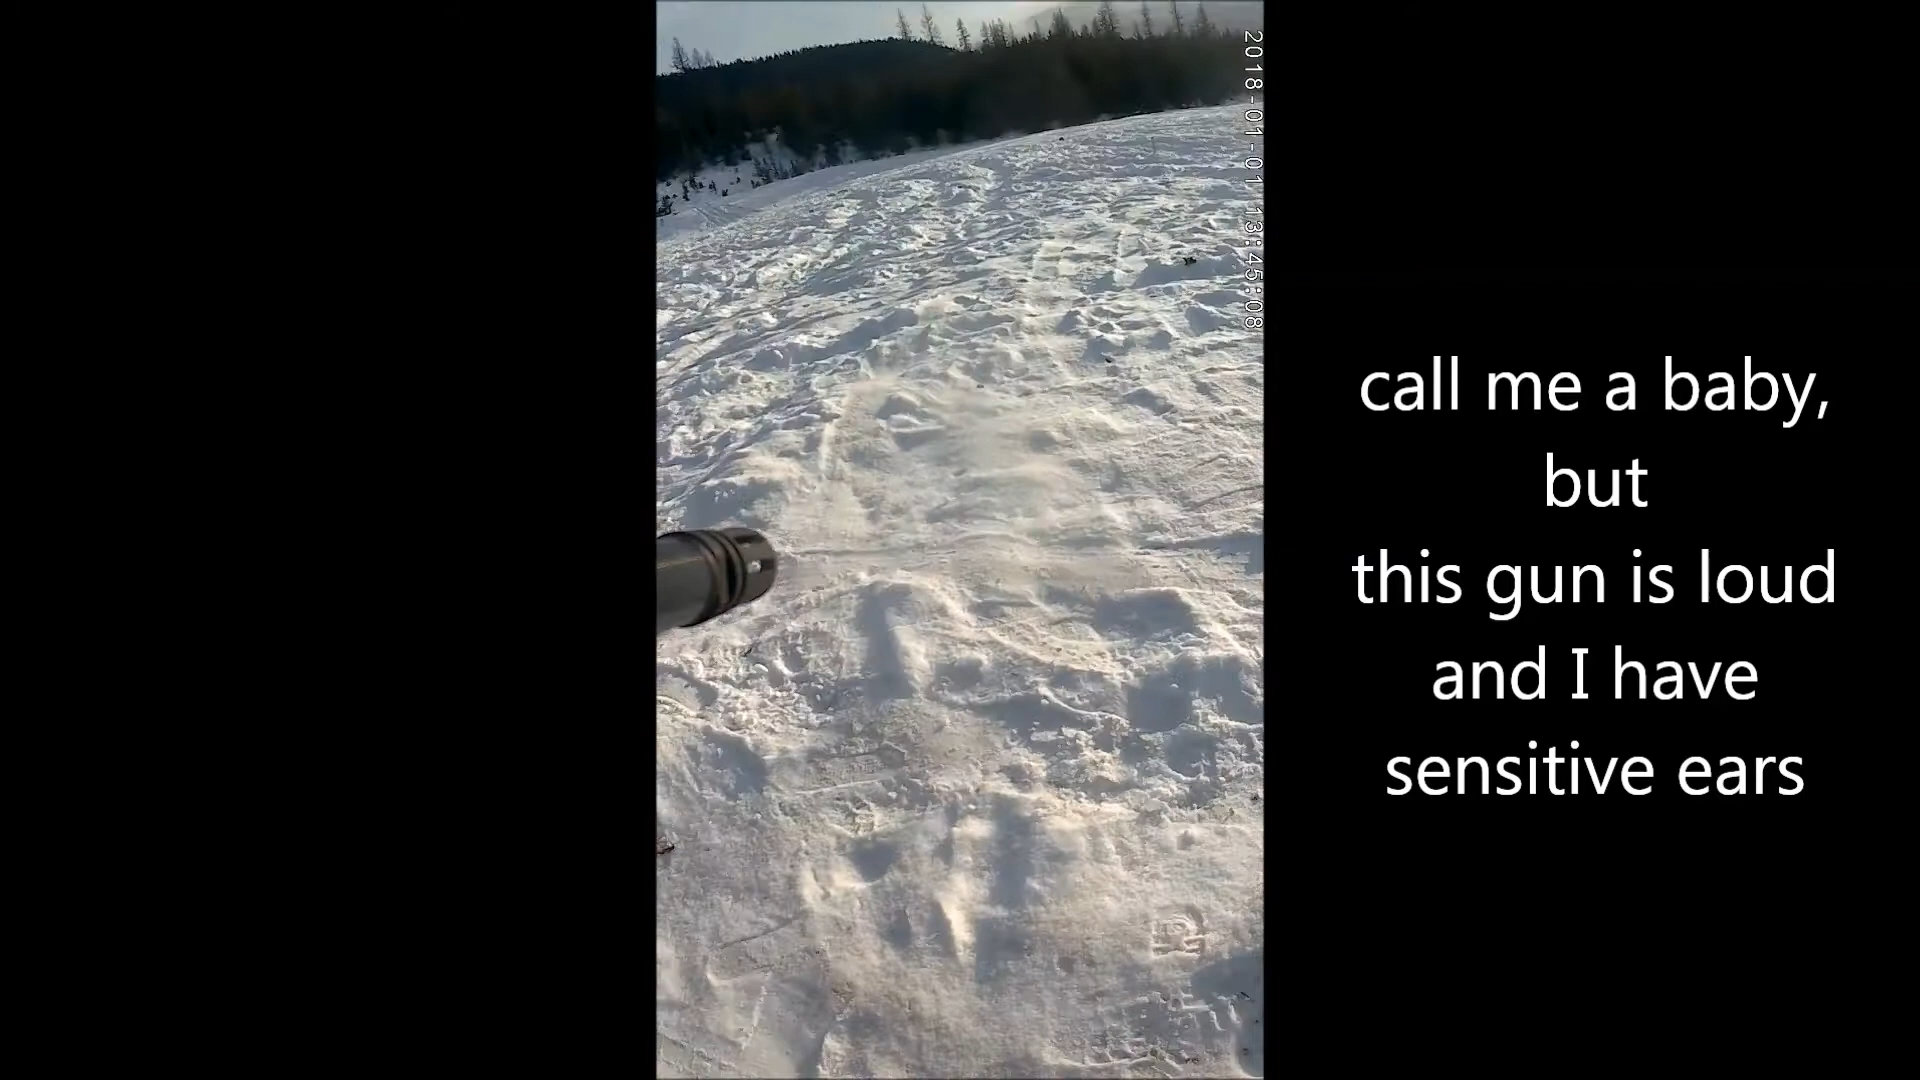 2018-01-01 13:45:08
call me a baby,
but
this gun is loud
and I have
sensitive ears